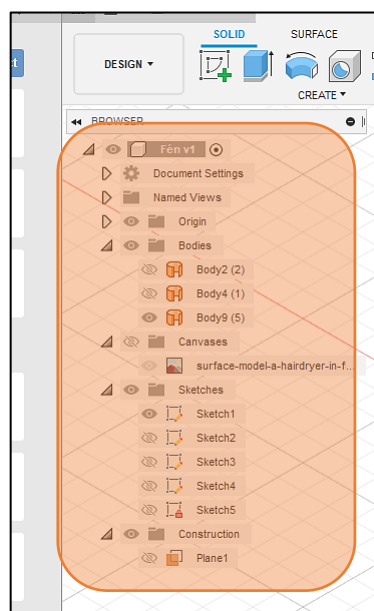 SOLID SURFACE
DESIGN ▾
CREATE ▾
BROWSER
Fén v1
Document Settings
Named Views
Origin
Bodies
Body2 (2)
Body4 (1)
Body9 (5)
Canvases
surface-model-a-hairdryer-in-f...
Sketches
Sketch1
Sketch2
Sketch3
Sketch4
Sketch5
Construction
Plane1